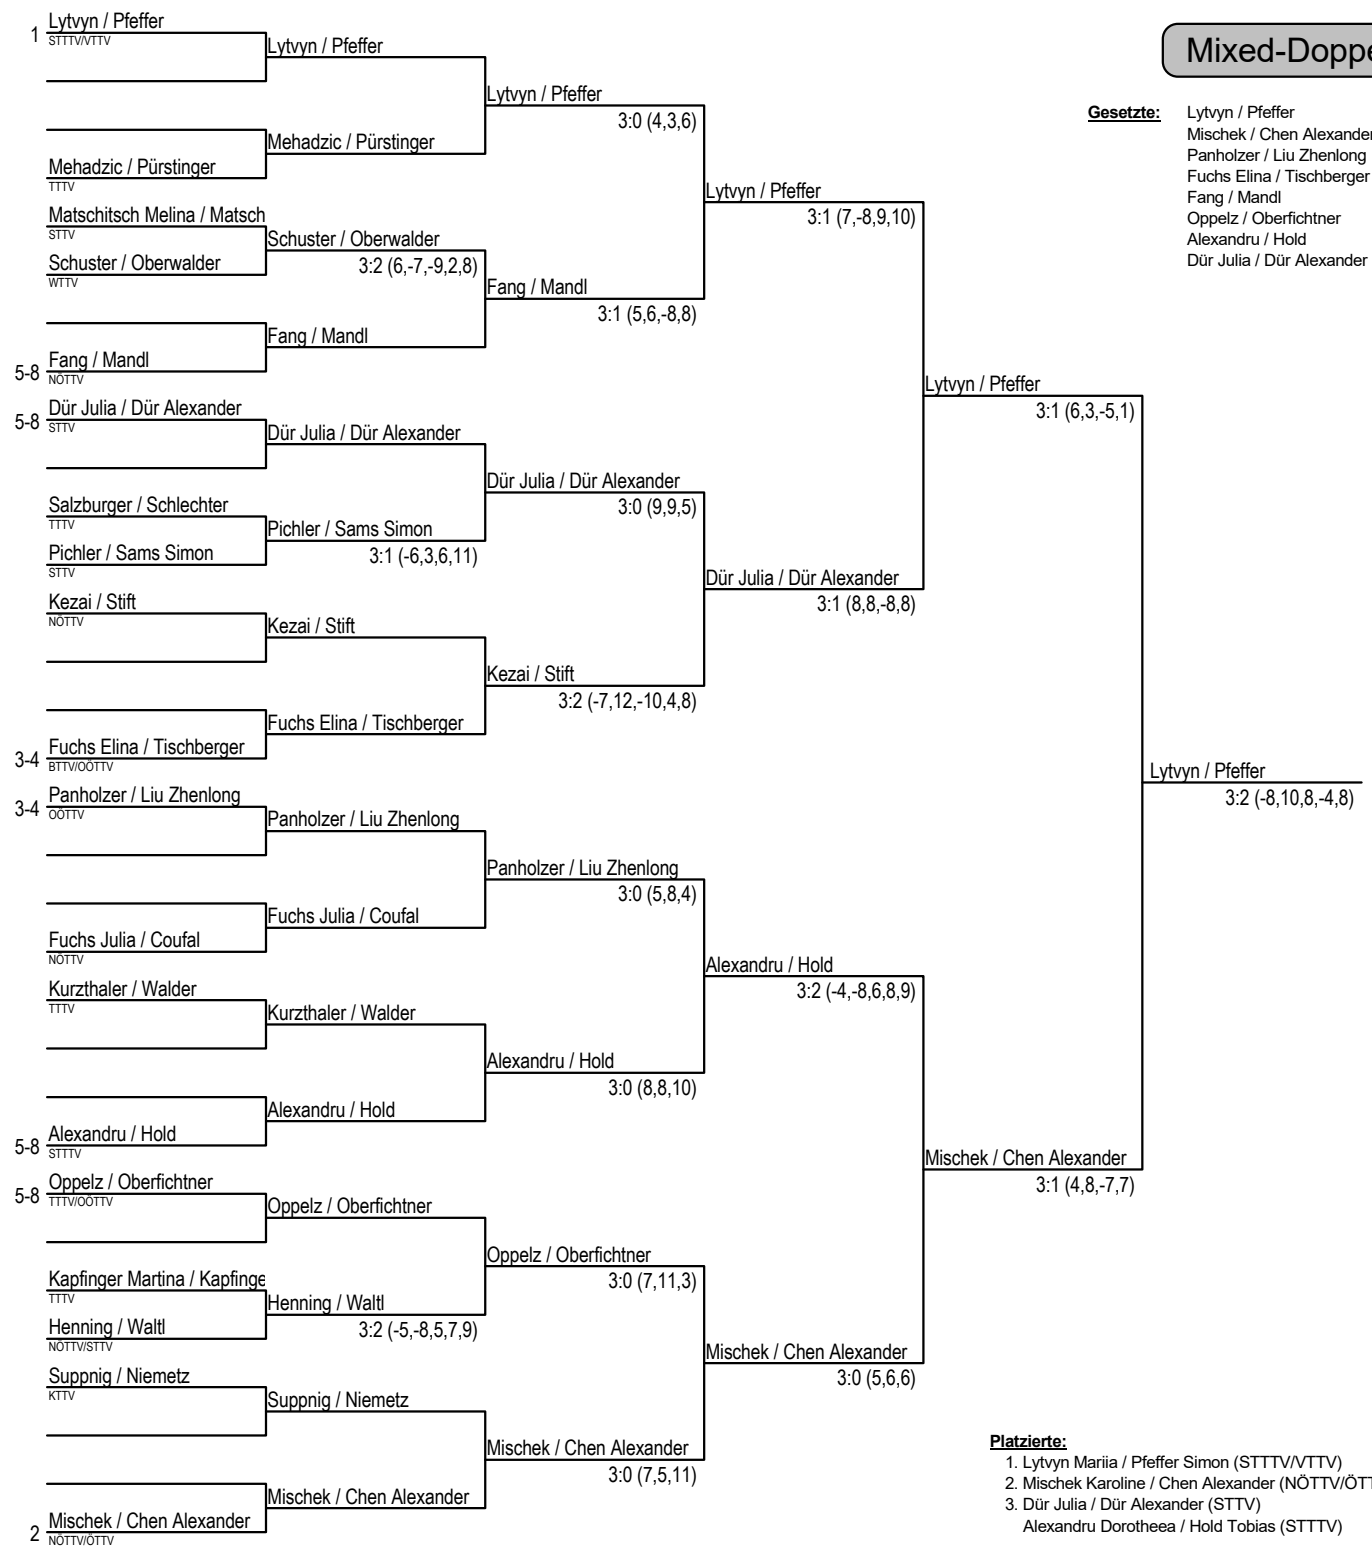 Mixed-Doppe
Gesetzte: Lytvyn / Pfeffer
Mischek / Chen Alexander
Panholzer / Liu Zhenlong
Fuchs Elina / Tischberger
Fang / Mandl
Oppelz / Oberfichtner
Alexandru / Hold
Dür Julia / Dür Alexander
1 Lytvyn / Pfeffer
STTTV/VTTV
Mehadzic / Pürstinger
TTTV
Matschitsch Melina / Matsch
STTV
Schuster / Oberwalder
WTTV
5-8 Fang / Mandl
NÖTTV
5-8 Dür Julia / Dür Alexander
STTV
Salzburger / Schlechter
TTTV
Pichler / Sams Simon
STTV
Kezai / Stift
NÖTTV
3-4 Fuchs Elina / Tischberger
BTTV/OÖTTV
3-4 Panholzer / Liu Zhenlong
OÖTTV
Fuchs Julia / Coufal
NÖTTV
Kurzthaler / Walder
TTTV
5-8 Alexandru / Hold
STTTV
5-8 Oppelz / Oberfichtner
TTTV/OÖTTV
Kapfinger Martina / Kapfinge
TTTV
Henning / Waltl
NÖTTV/STTV
Suppnig / Niemetz
KTTV
2 Mischek / Chen Alexander
NÖTTV/ÖTTV
Lytvyn / Pfeffer
Mehadzic / Pürstinger
Schuster / Oberwalder
3:2 (6,-7,-9,2,8)
Fang / Mandl
Dür Julia / Dür Alexander
Pichler / Sams Simon
3:1 (-6,3,6,11)
Kezai / Stift
Fuchs Elina / Tischberger
Panholzer / Liu Zhenlong
Fuchs Julia / Coufal
Kurzthaler / Walder
Alexandru / Hold
Oppelz / Oberfichtner
Henning / Waltl
3:2 (-5,-8,5,7,9)
Suppnig / Niemetz
Mischek / Chen Alexander
Lytvyn / Pfeffer
3:0 (4,3,6)
Fang / Mandl
3:1 (5,6,-8,8)
Dür Julia / Dür Alexander
3:0 (9,9,5)
Kezai / Stift
3:2 (-7,12,-10,4,8)
Panholzer / Liu Zhenlong
3:0 (5,8,4)
Alexandru / Hold
3:0 (8,8,10)
Oppelz / Oberfichtner
3:0 (7,11,3)
Mischek / Chen Alexander
3:0 (7,5,11)
Lytvyn / Pfeffer
3:1 (7,-8,9,10)
Dür Julia / Dür Alexander
3:1 (8,8,-8,8)
Alexandru / Hold
3:2 (-4,-8,6,8,9)
Mischek / Chen Alexander
3:0 (5,6,6)
Lytvyn / Pfeffer
3:1 (6,3,-5,1)
Mischek / Chen Alexander
3:1 (4,8,-7,7)
Lytvyn / Pfeffer
3:2 (-8,10,8,-4,8)
Platzierte:
1. Lytvyn Mariia / Pfeffer Simon (STTTV/VTTV)
2. Mischek Karoline / Chen Alexander (NÖTTV/ÖTT
3. Dür Julia / Dür Alexander (STTV)
Alexandru Dorotheea / Hold Tobias (STTTV)